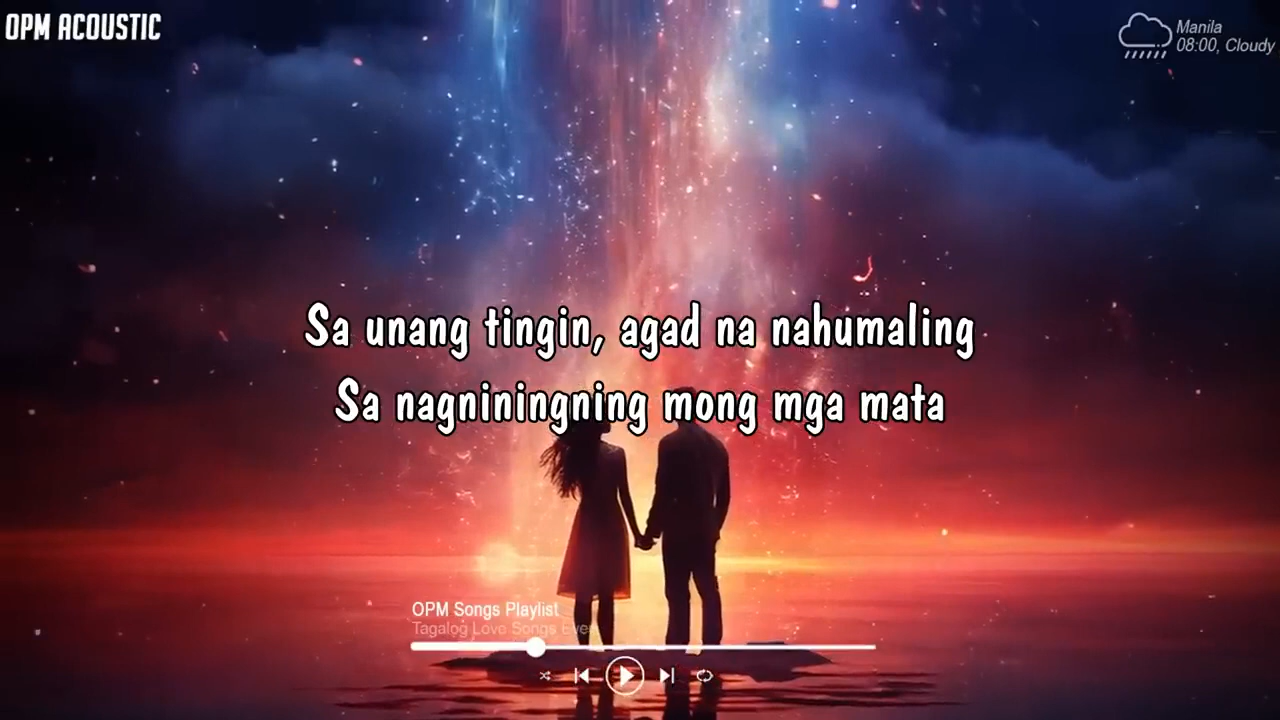 OPM ACOUSTIC
Manila
08:00, Cloudy
Sa unang tingin, agad na nahumaling
Sa nagniningning mong mga mata
OPM Songs Playlist
Tagalog Love Songs Ever